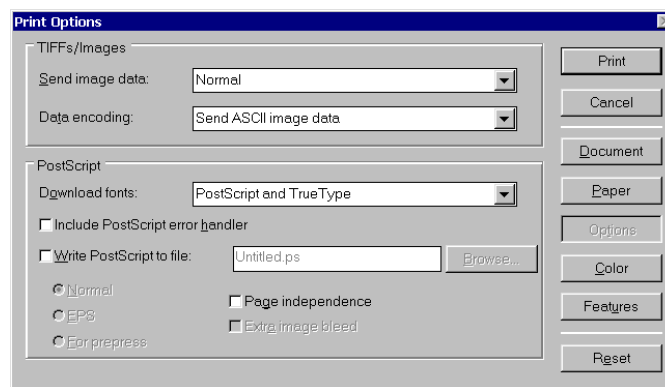 Print Options
TIFFs/Images
Send image data: Normal
Data encoding: Send ASCII image data
PostScript
Download fonts: PostScript and TrueType
Include PostScript error handler
Write PostScript to file: Untitled.ps Browse...
Normal
Page independence
EPS
Extra image bleed
For prepress
Print
Cancel
Document
Paper
Options
Color
Features
Reset